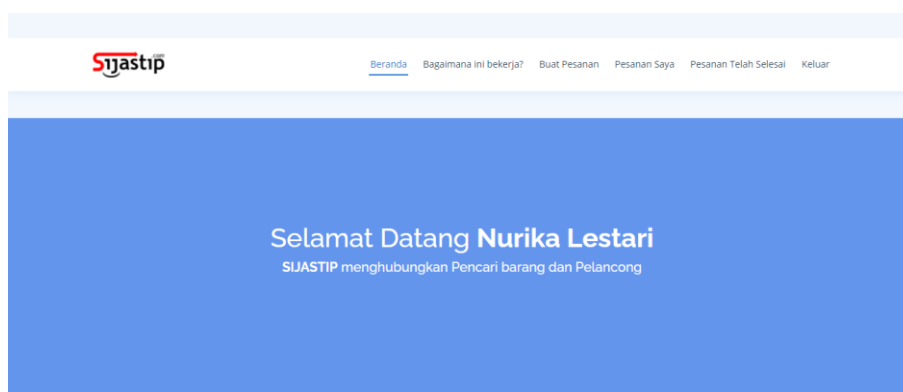 Sijastip
.com
Beranda Bagaimana ini bekerja? Buat Pesanan Pesanan Saya Pesanan Telah Selesai Keluar
Selamat Datang Nurika Lestari
SIJASTIP menghubungkan Pencari barang dan Pelancong